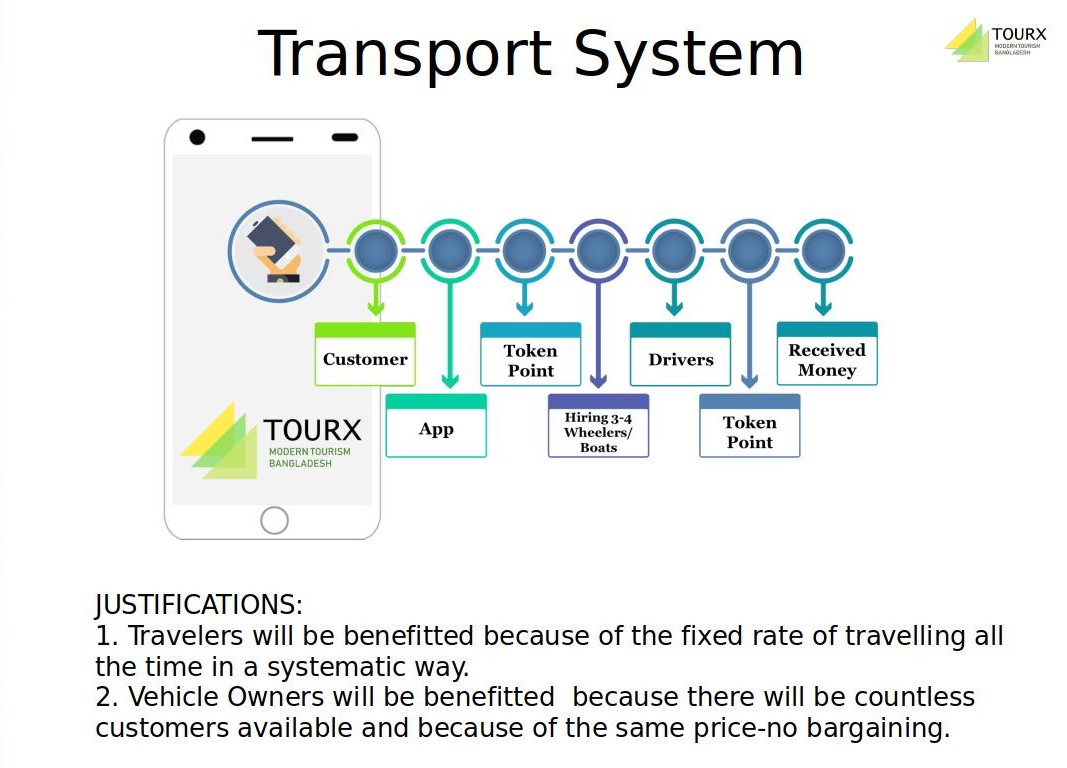 Transport System
TOURX
MODERN TOURISM
BANGLADESH
Customer
App
Token
Point
Hiring 3-4
Wheelers/
Boats
Drivers
Token
Point
Received
Money
TOURX
MODERN TOURISM
BANGLADESH
JUSTIFICATIONS:
1. Travelers will be benefitted because of the fixed rate of travelling all
the time in a systematic way.
2. Vehicle Owners will be benefitted  because there will be countless
customers available and because of the same price-no bargaining.